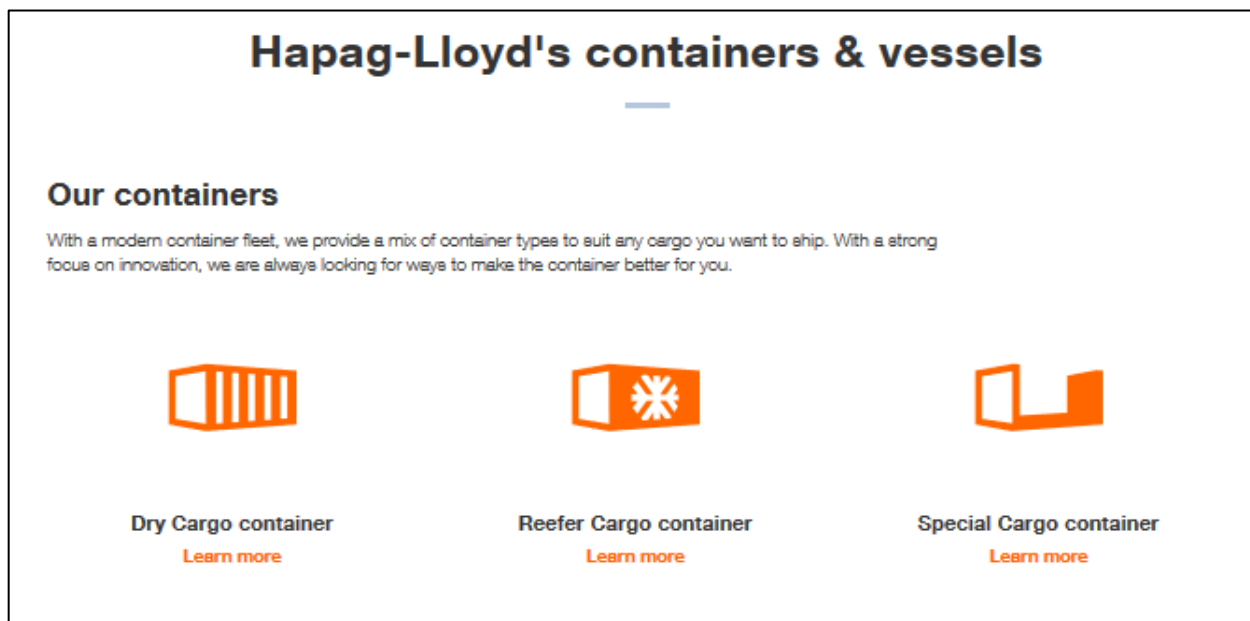 Hapag-Lloyd's containers & vessels
Our containers
With a modern container fleet, we provide a mix of container types to suit any cargo you want to ship. With a strong
focus on innovation, we are always looking for ways to make the container better for you.
Dry Cargo container
Reefer Cargo container
Special Cargo container
Learn more
Learn more
Learn more